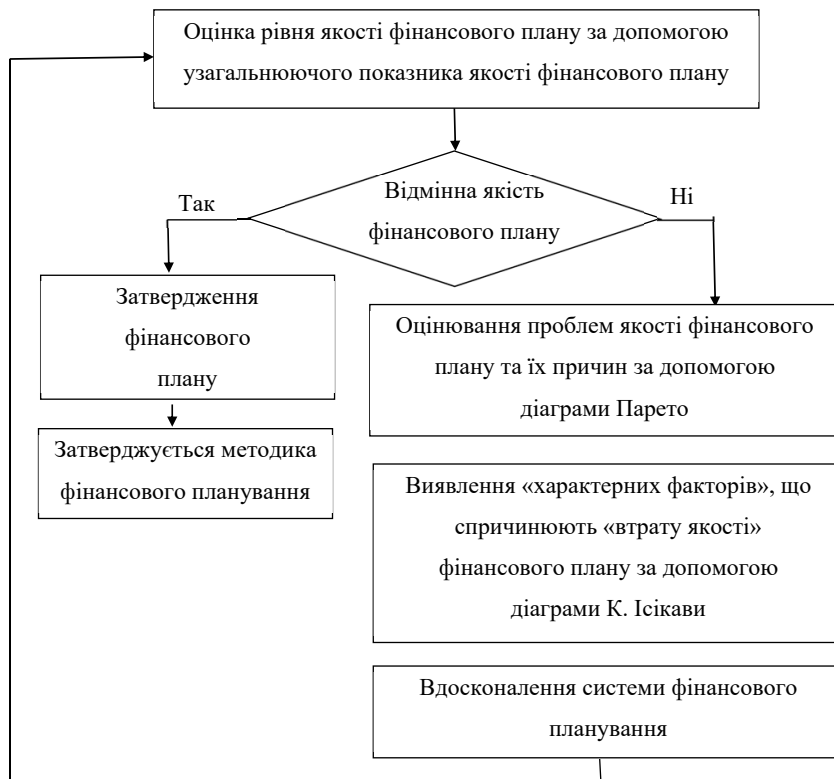 Оцінка рівня якості фінансового плану за допомогою
узагальнюючого показника якості фінансового плану
Відмінна якість
фінансового плану
Так
Ні
Затвердження
фінансового
плану
Затверджується методика
фінансового планування
Оцінювання проблем якості фінансового
плану та їх причин за допомогою
діаграми Парето
Виявлення «характерних факторів», що
спричинюють «втрату якості»
фінансового плану за допомогою
діаграми К. Ісікави
Вдосконалення системи фінансового
планування